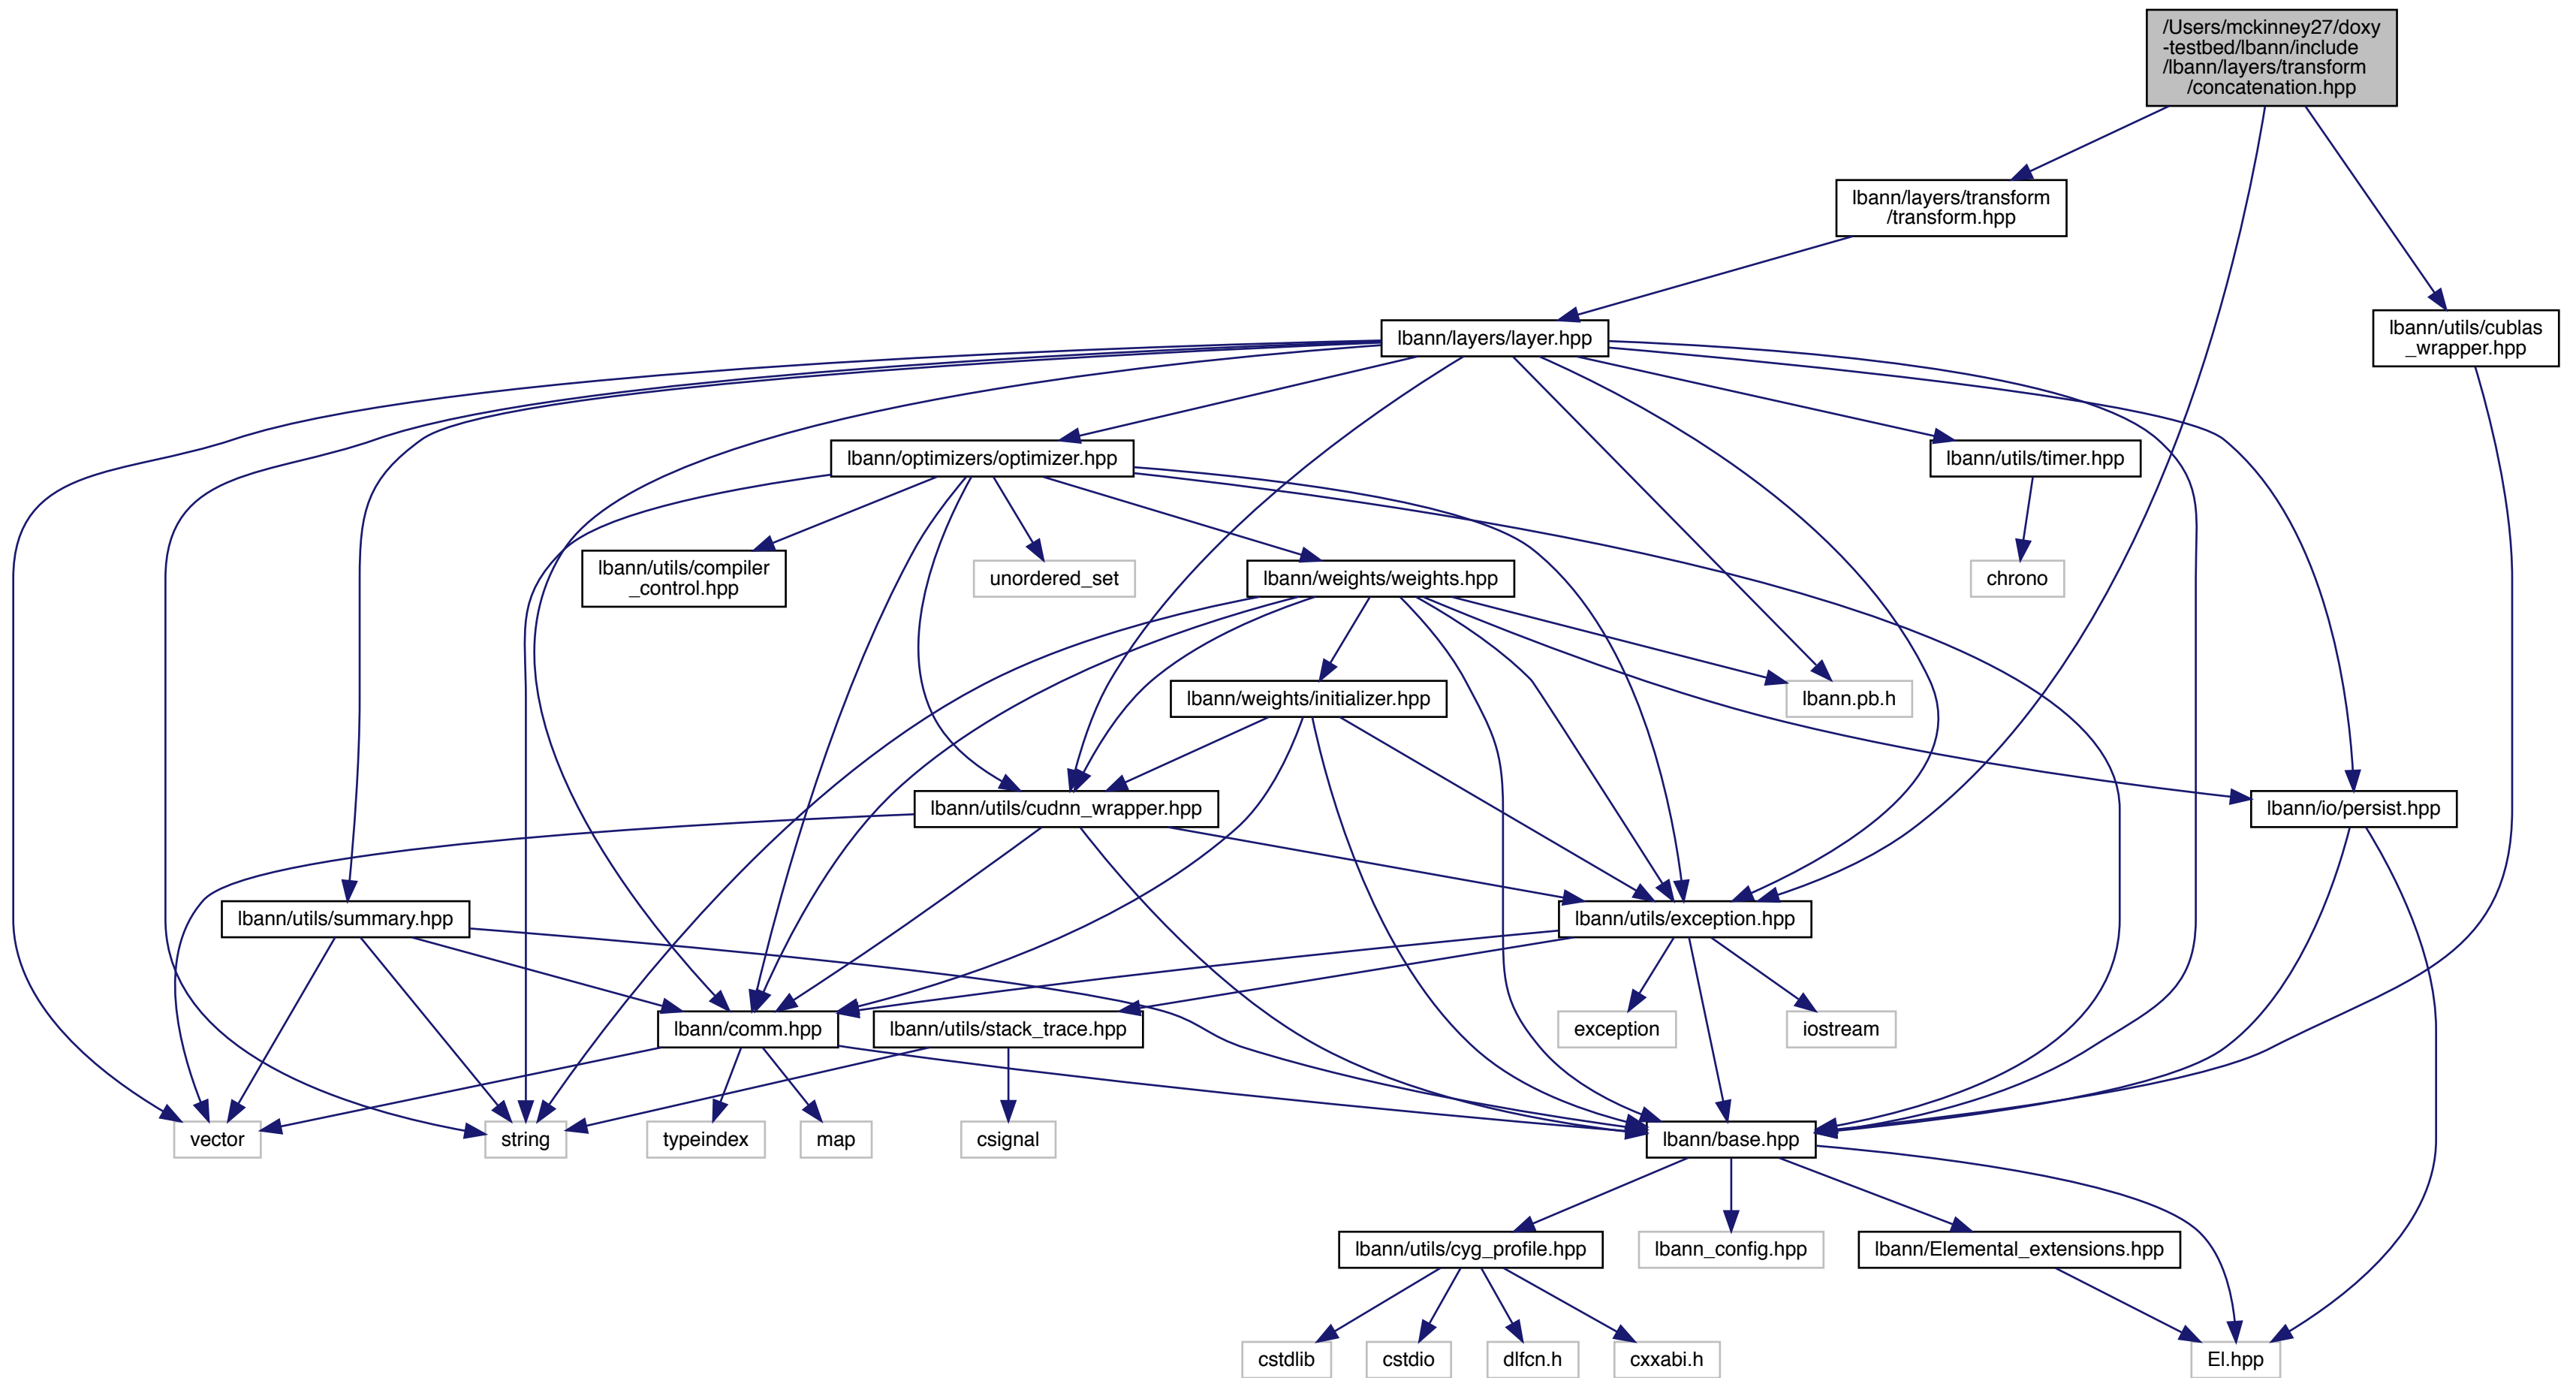 /Users/mckinney27/doxy
-testbed/lbann/include
/lbann/layers/transform
/concatenation.hpp
lbann/layers/transform
/transform.hpp
lbann/layers/layer.hpp
lbann/utils/cublas
_wrapper.hpp
lbann/optimizers/optimizer.hpp
lbann/utils/timer.hpp
lbann/utils/compiler
_control.hpp
unordered_set
lbann/weights/weights.hpp
chrono
lbann/weights/initializer.hpp
lbann.pb.h
lbann/utils/cudnn_wrapper.hpp
lbann/io/persist.hpp
lbann/utils/summary.hpp
lbann/utils/exception.hpp
lbann/comm.hpp
lbann/utils/stack_trace.hpp
exception
iostream
vector
string
typeindex
map
csignal
lbann/base.hpp
lbann/utils/cyg_profile.hpp
lbann_config.hpp
lbann/Elemental_extensions.hpp
cstdlib
cstdio
dlfcn.h
cxxabi.h
El.hpp